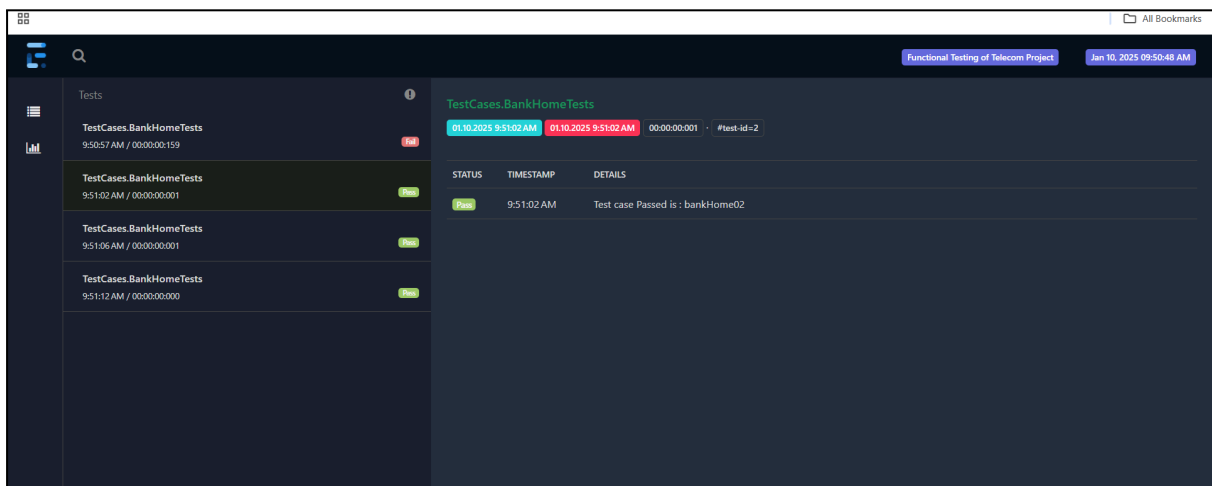 All Bookmarks
Functional Testing of Telecom Project Jan 10, 2025 09:50:48 AM
Tests
TestCases.BankHomeTests
9:50:57 AM / 00:00:00:159 Fail
TestCases.BankHomeTests
9:51:02 AM / 00:00:00:001 Pass
TestCases.BankHomeTests
9:51:06 AM / 00:00:00:001 Pass
TestCases.BankHomeTests
9:51:12 AM / 00:00:00:000 Pass
TestCases.BankHomeTests
01.10.2025 9:51:02 AM 01.10.2025 9:51:02 AM 00:00:00:001 · #test-id=2
STATUS TIMESTAMP DETAILS
Pass 9:51:02 AM Test case Passed is : bankHome02